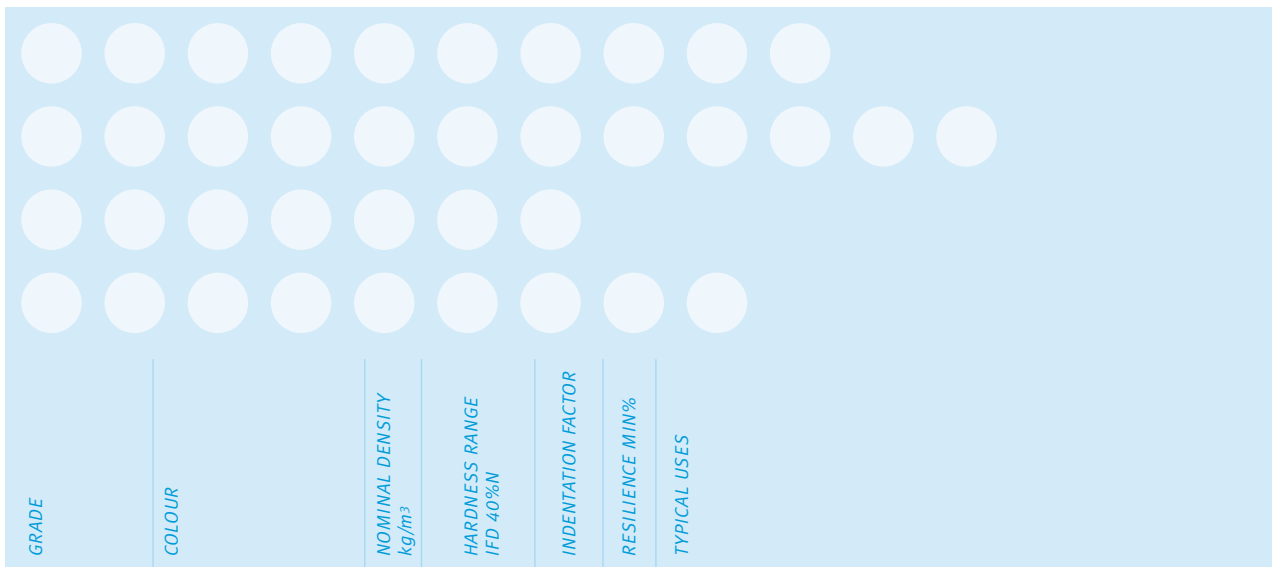 GRADE
COLOUR
NOMINAL DENSITY
kg/m3
HARDNESS RANGE
IFD 40%N
INDENTATION FACTOR
RESILIENCE MIN%
TYPICAL USES